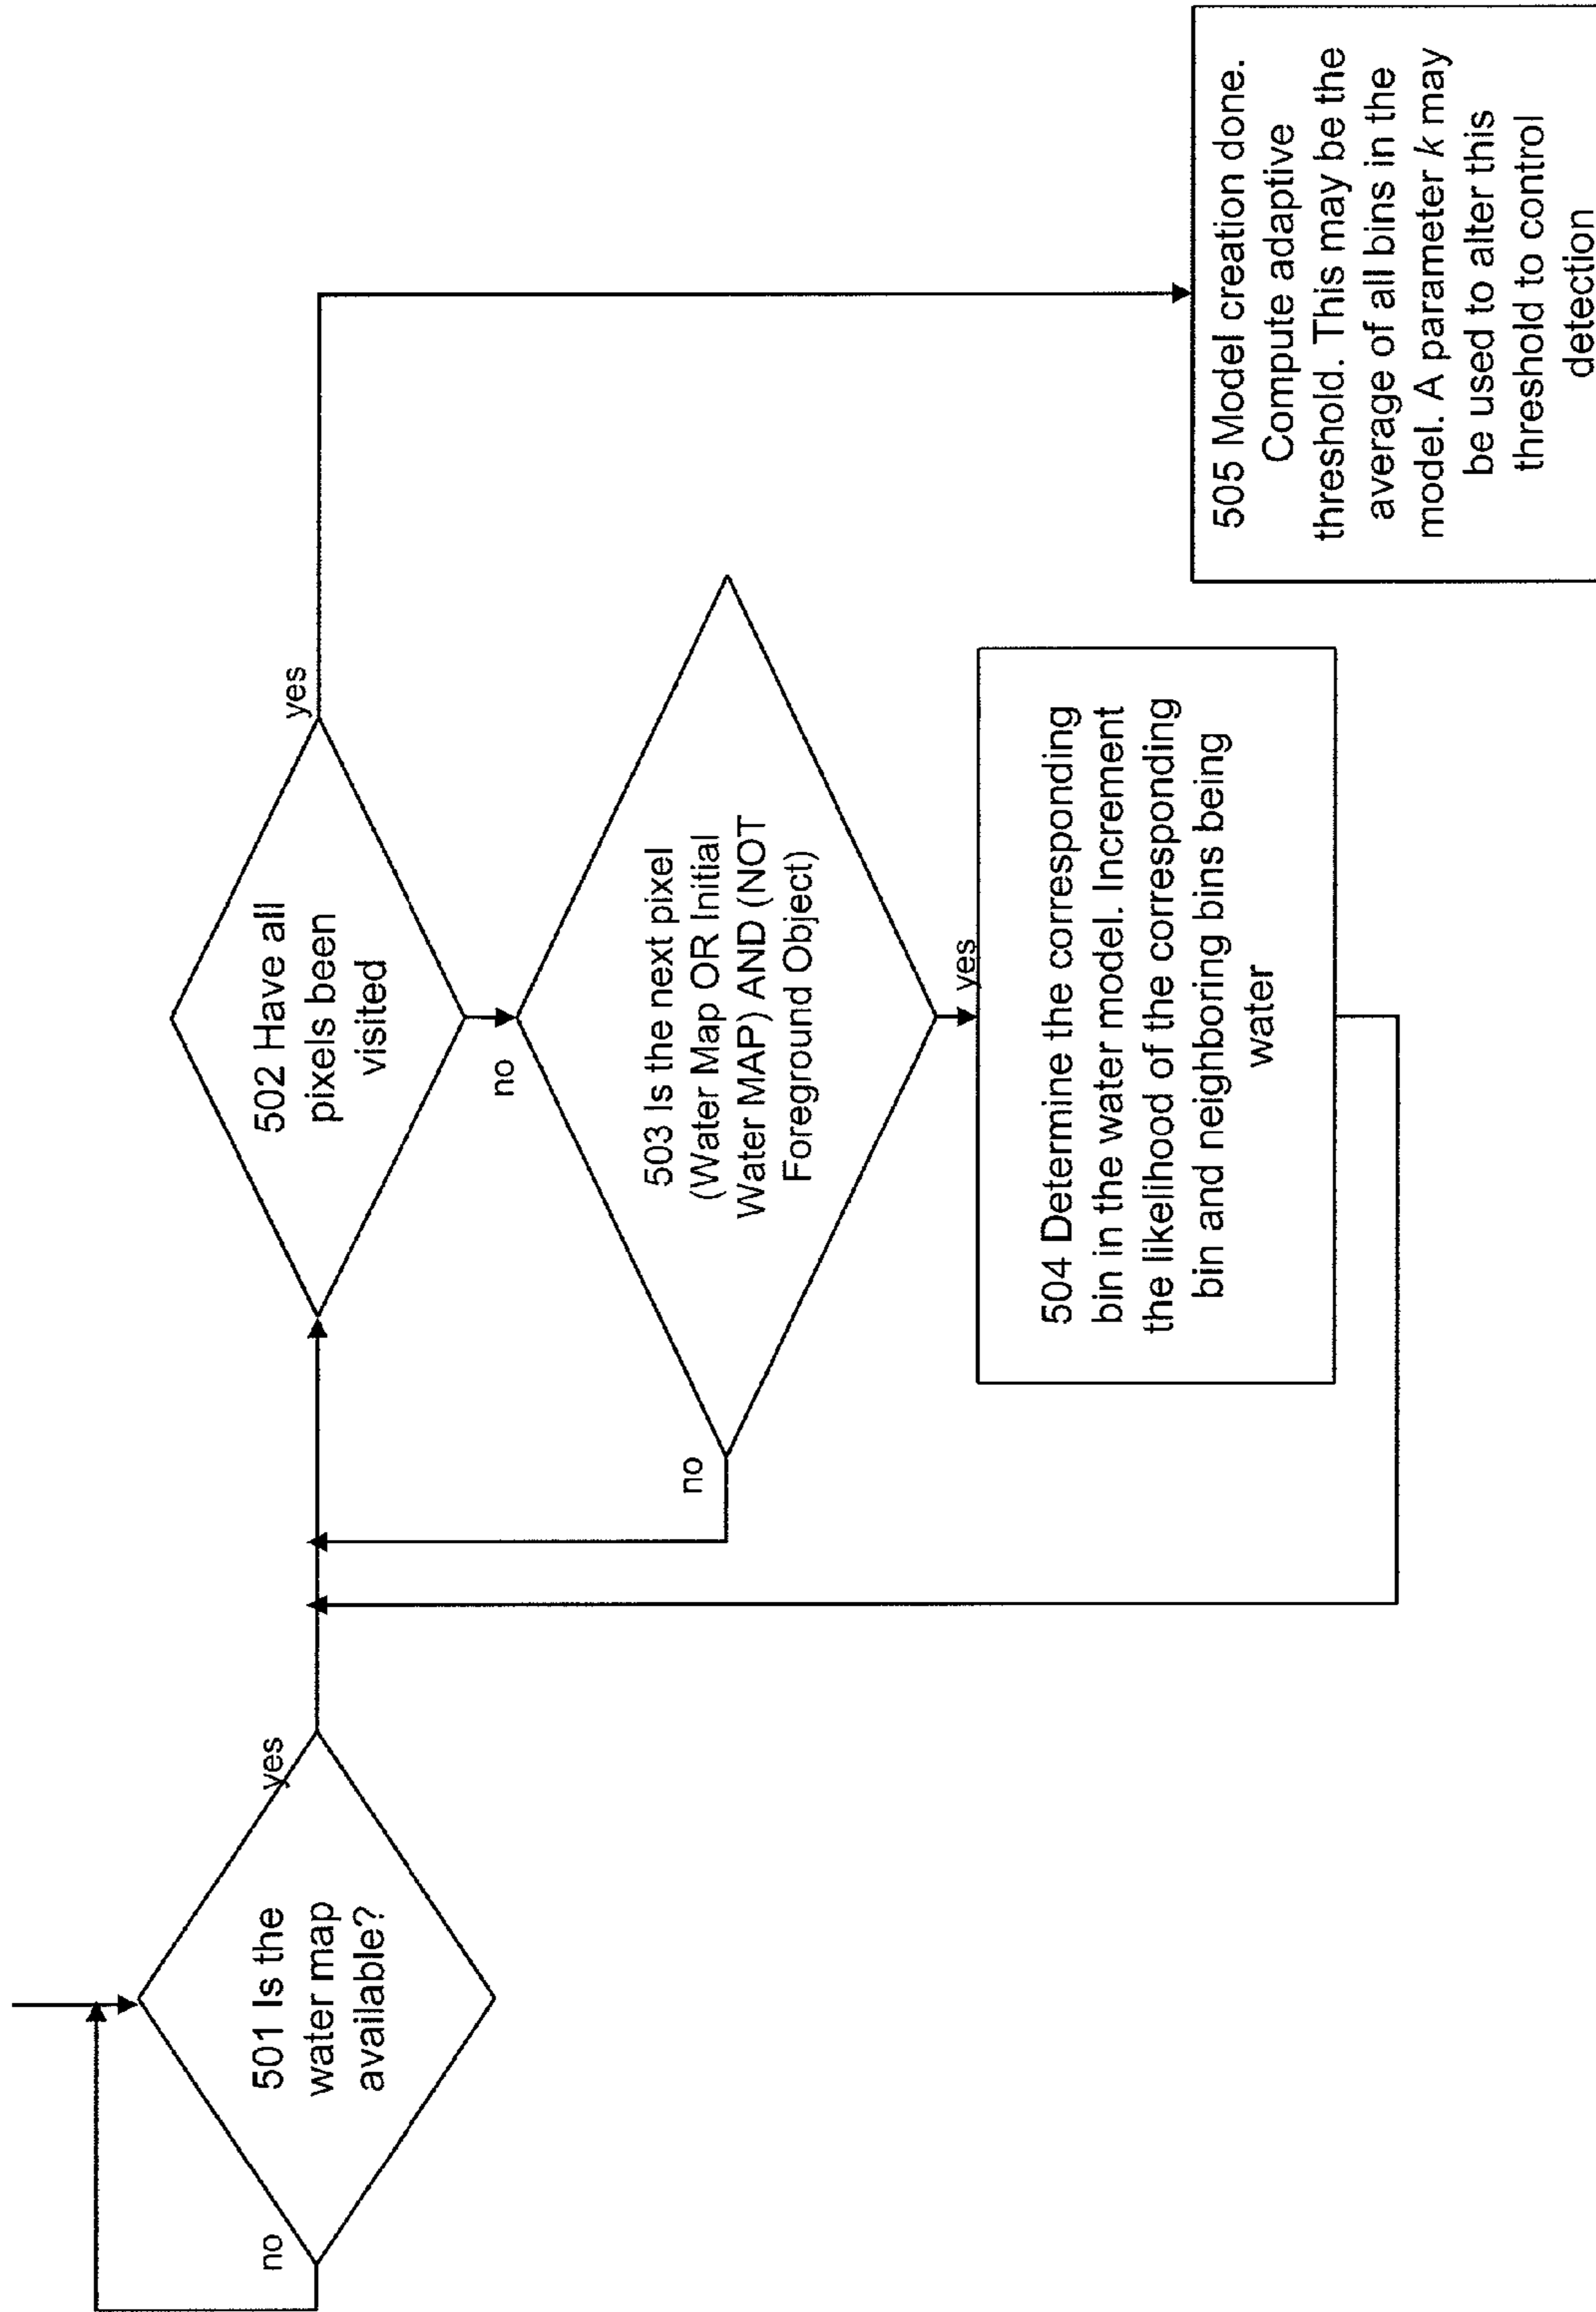 501 Is the
water map
available?
no
yes
502 Have all
pixels been
visited
yes
no
503 Is the next pixel
(Water Map OR Initial
Water MAP) AND (NOT
Foreground Object)
no
yes
504 Determine the corresponding
bin in the water model. Increment
the likelihood of the corresponding
bin and neighboring bins being
water
505 Model creation done.
Compute adaptive
threshold. This may be the
average of all bins in the
model. A parameter k may
be used to alter this
threshold to control
detection